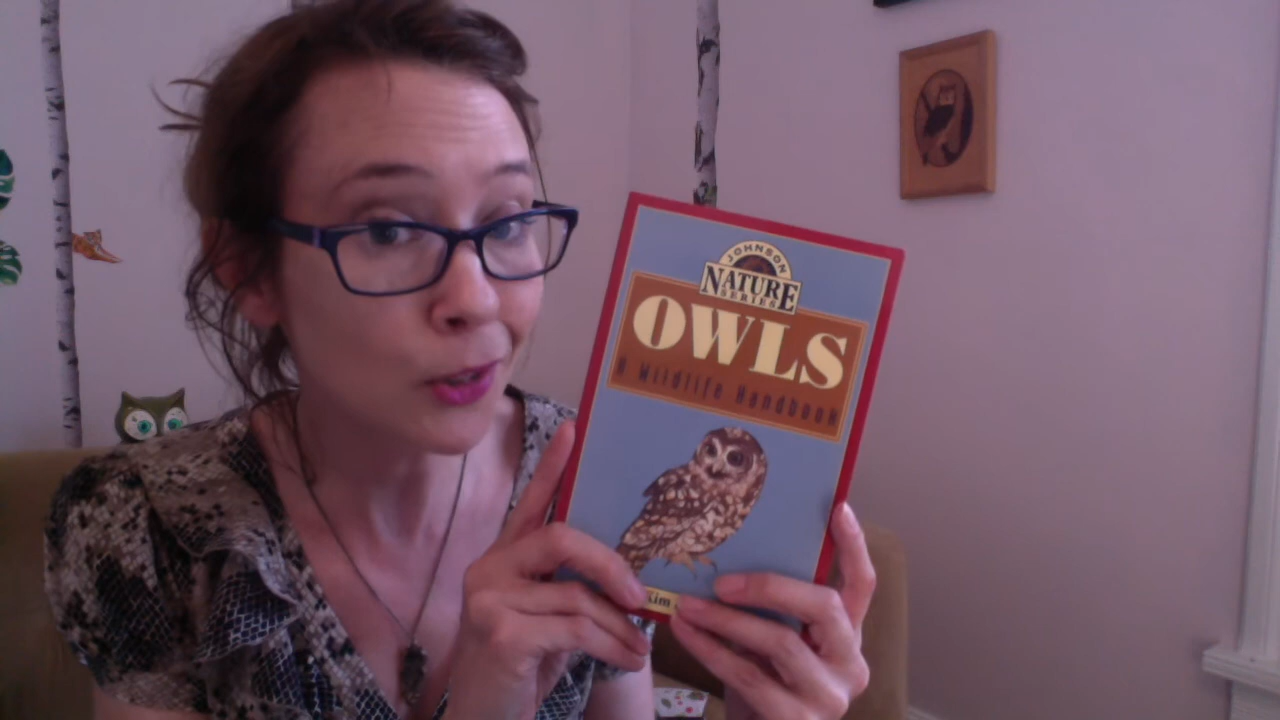 JOHNSON
NATURE
SERIES
OWLS
A Wildlife Handbook
Kim